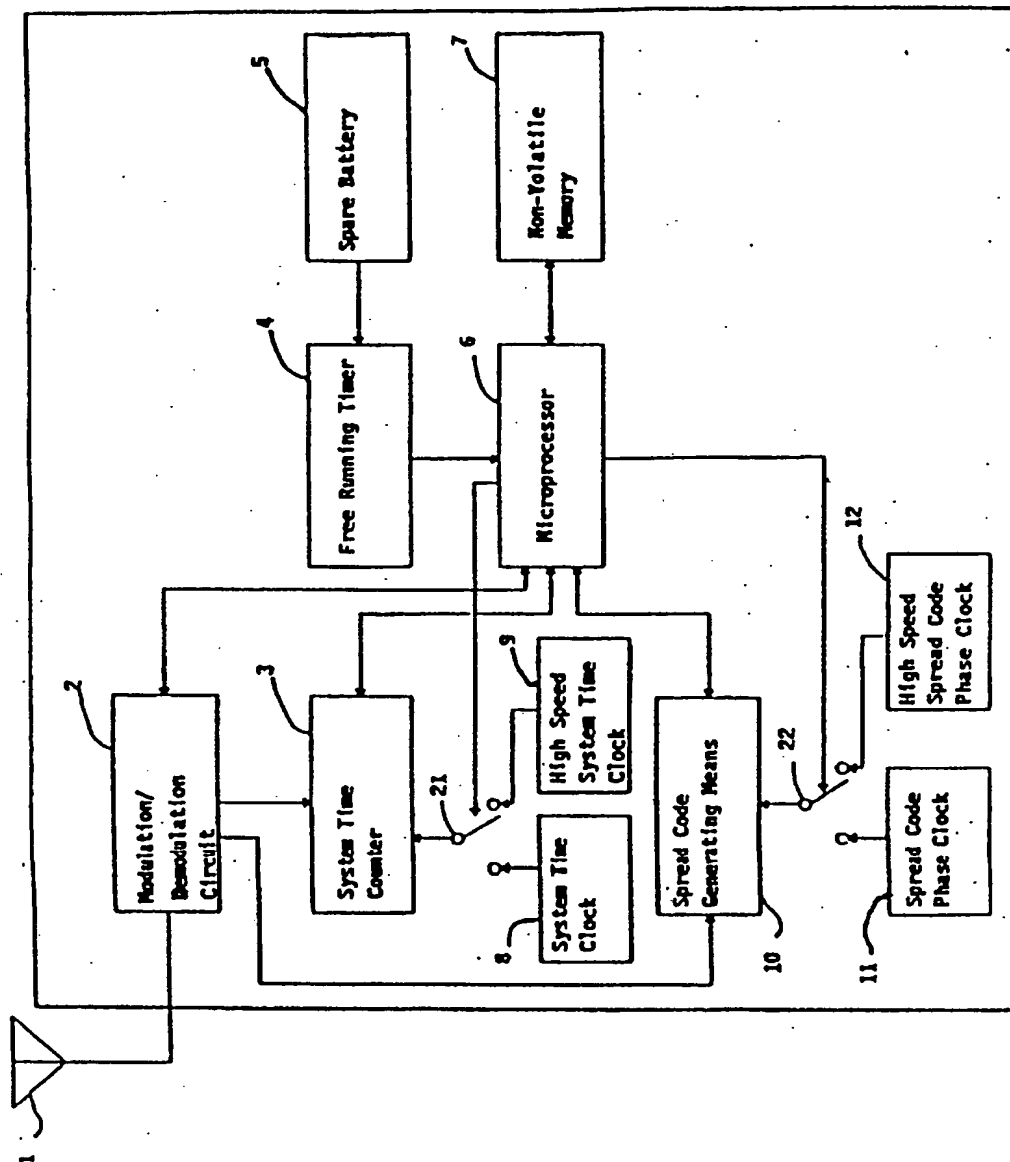 1
2
Modulation/
Demodulation
Circuit
3
System Time
Counter
4
Free Running Timer
5
Spare Battery
6
Microprocessor
7
Non-Volatile
Memory
21
8
System Time
Clock
9
High Speed
System Time
Clock
10
Spread Code
Generating Means
22
11
Spread Code
Phase Clock
12
High Speed
Spread Code
Phase Clock